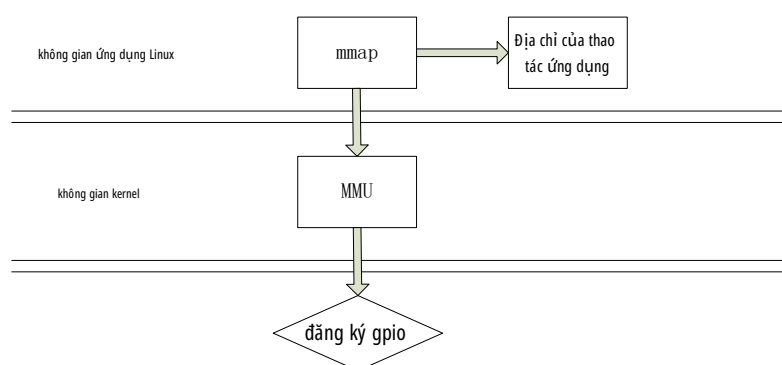 không gian ứng dụng Linux
mmap
Địa chỉ của thao
tác ứng dụng
không gian kernel
MMU
đăng ký gpio